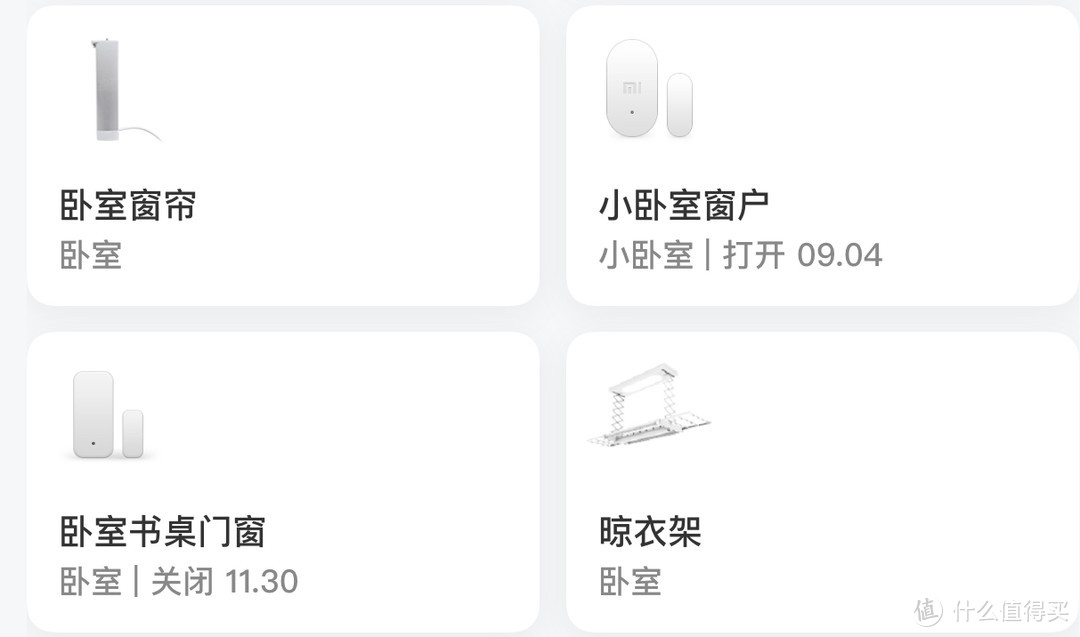 MI
卧室窗帘
卧室
小卧室窗户
小卧室 | 打开 09.04
卧室书桌门窗
卧室 | 关闭 11.30
晾衣架
卧室
值 什么值得买